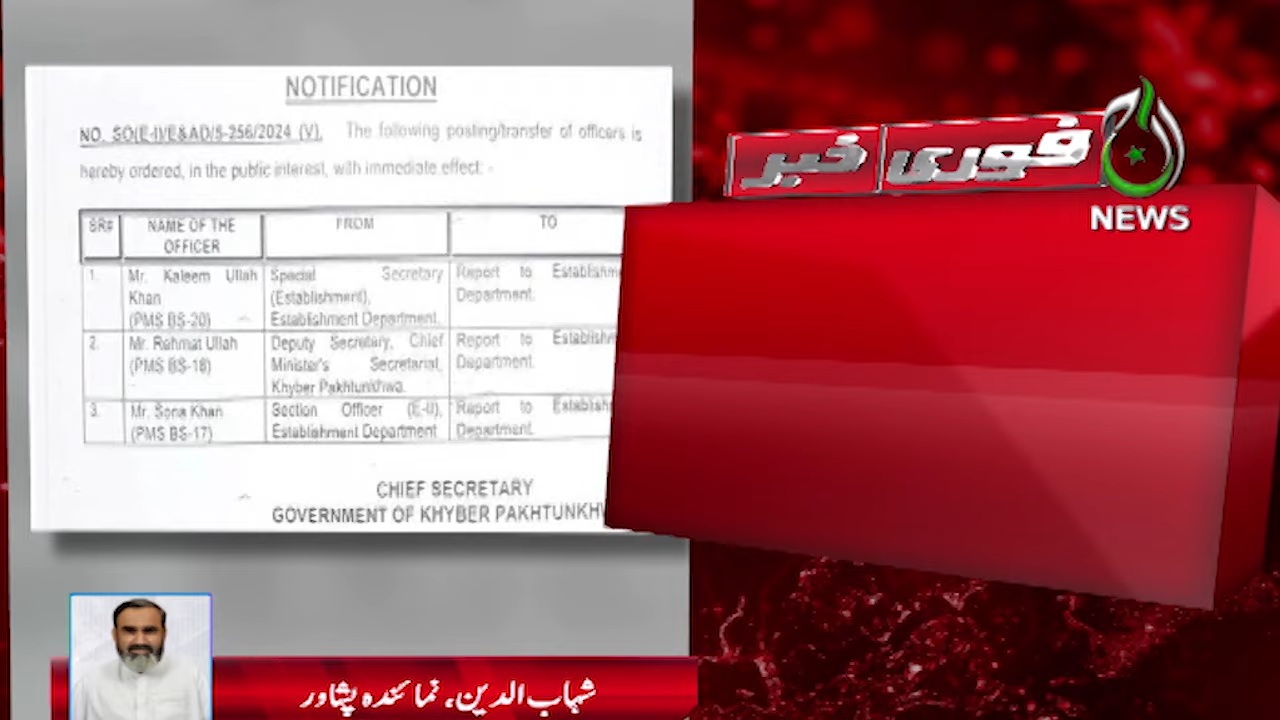 NOTIFICATION
NO. SO(E-II)E&AD/5-256/2024 (V). The following posting/transfer of officers is
hereby ordered, in the public interest, with immediate effect: -
SR# NAME OF THE OFFICER FROM TO
1. Mr. Kaleem Ullah Khan (PMS BS-20) Special Secretary (Establishment), Establishment Department. Report to Establishm Department.
2. Mr. Rehmat Ullah (PMS BS-18) Deputy Secretary, Chief Minister's Secretariat, Khyber Pakhtunkhwa. Report to Establishm Department.
3. Mr. Sona Khan (PMS BS-17) Section Officer (E-II), Establishment Department Report to Establish Department.
CHIEF SECRETARY
GOVERNMENT OF KHYBER PAKHTUNKHW
فوری خبر
NEWS
شہاب الدین، نمائندہ پشاور